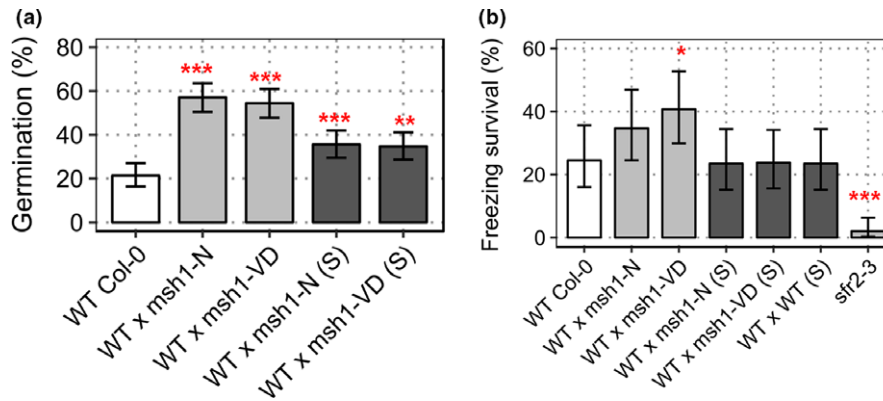 (a)
Germination (%)
80
60
40
20
0
***
***
***
**
WT Col-0
WT x msh1-N
WT x msh1-VD
WT x msh1-N (S)
WT x msh1-VD (S)
(b)
Freezing survival (%)
60
40
20
0
*
***
WT Col-0
WT x msh1-N
WT x msh1-VD
WT x msh1-N (S)
WT x msh1-VD (S)
WT x WT (S)
sfr2-3